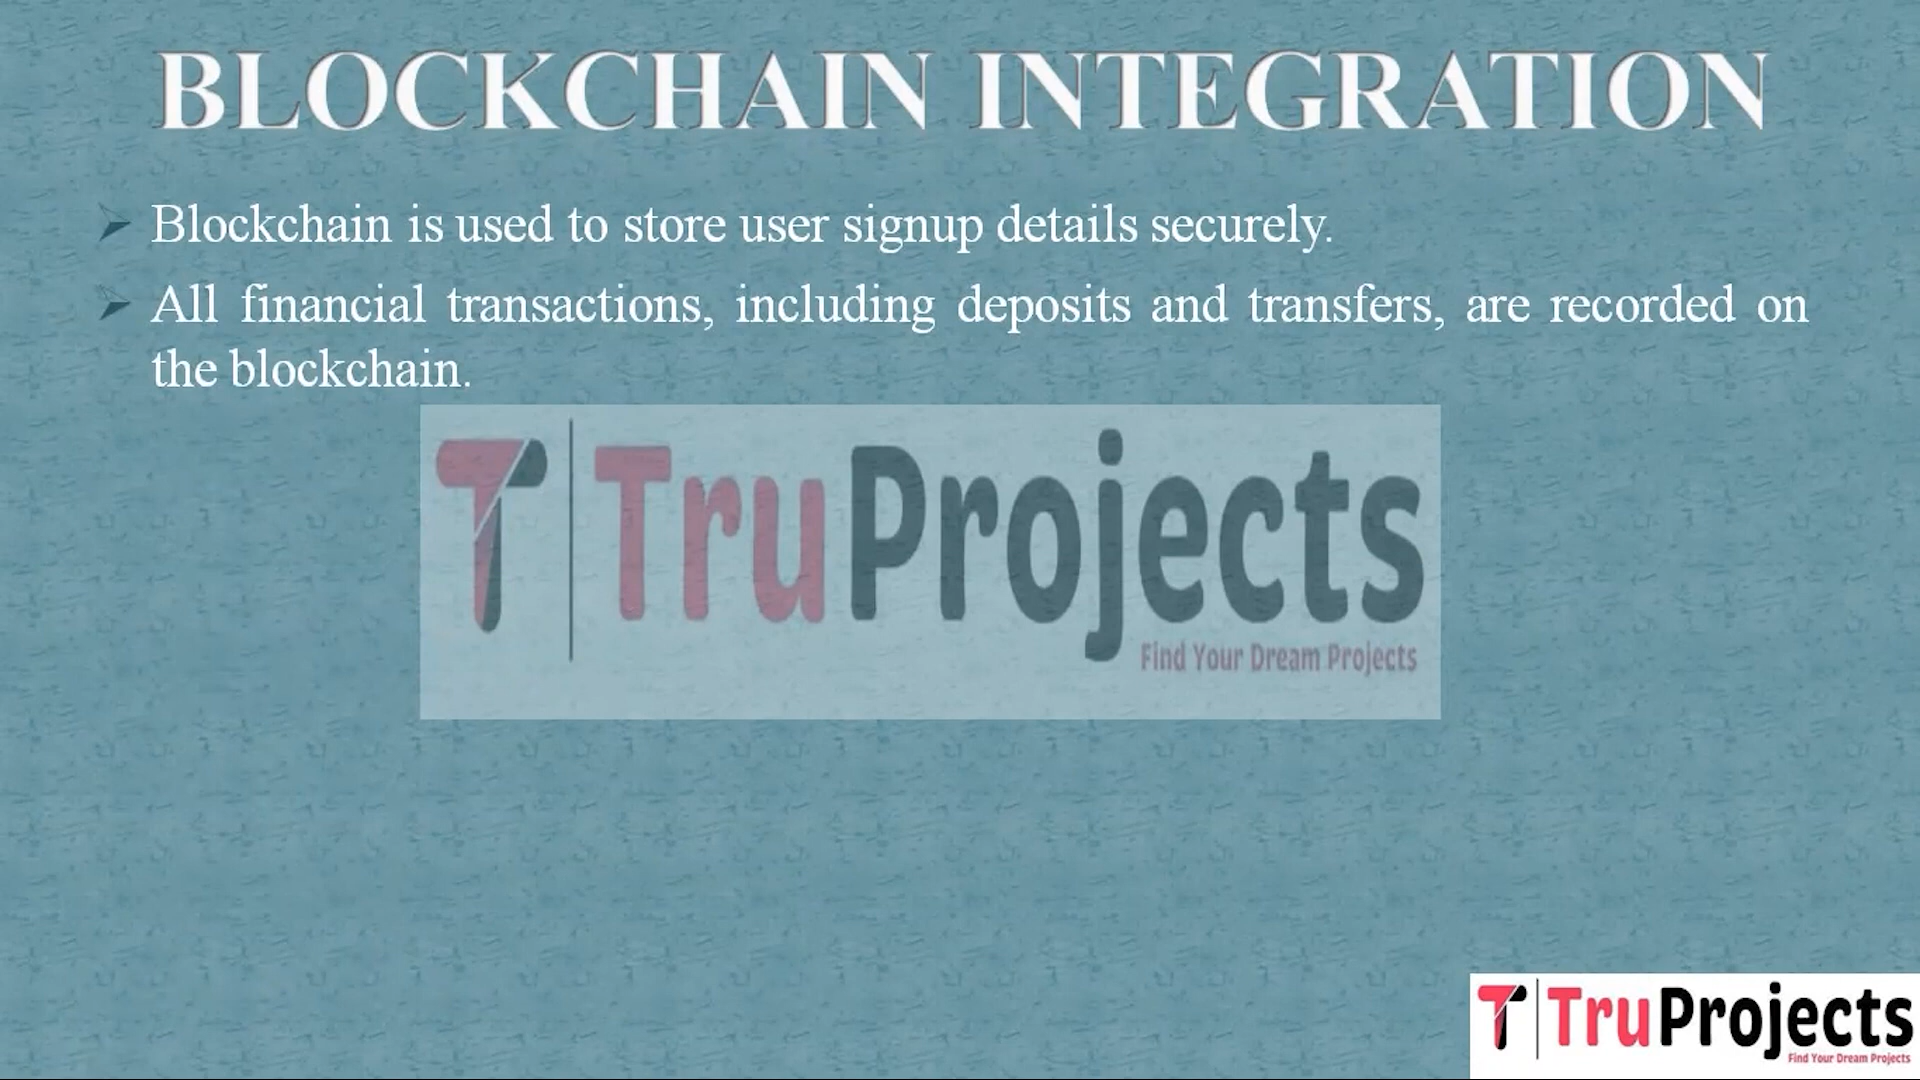 BLOCKCHAIN INTEGRATION
Blockchain is used to store user signup details securely.
All financial transactions, including deposits and transfers, are recorded on
the blockchain.
T TruProjects
Find Your Dream Projects
T TruProjects
Find Your Dream Projects